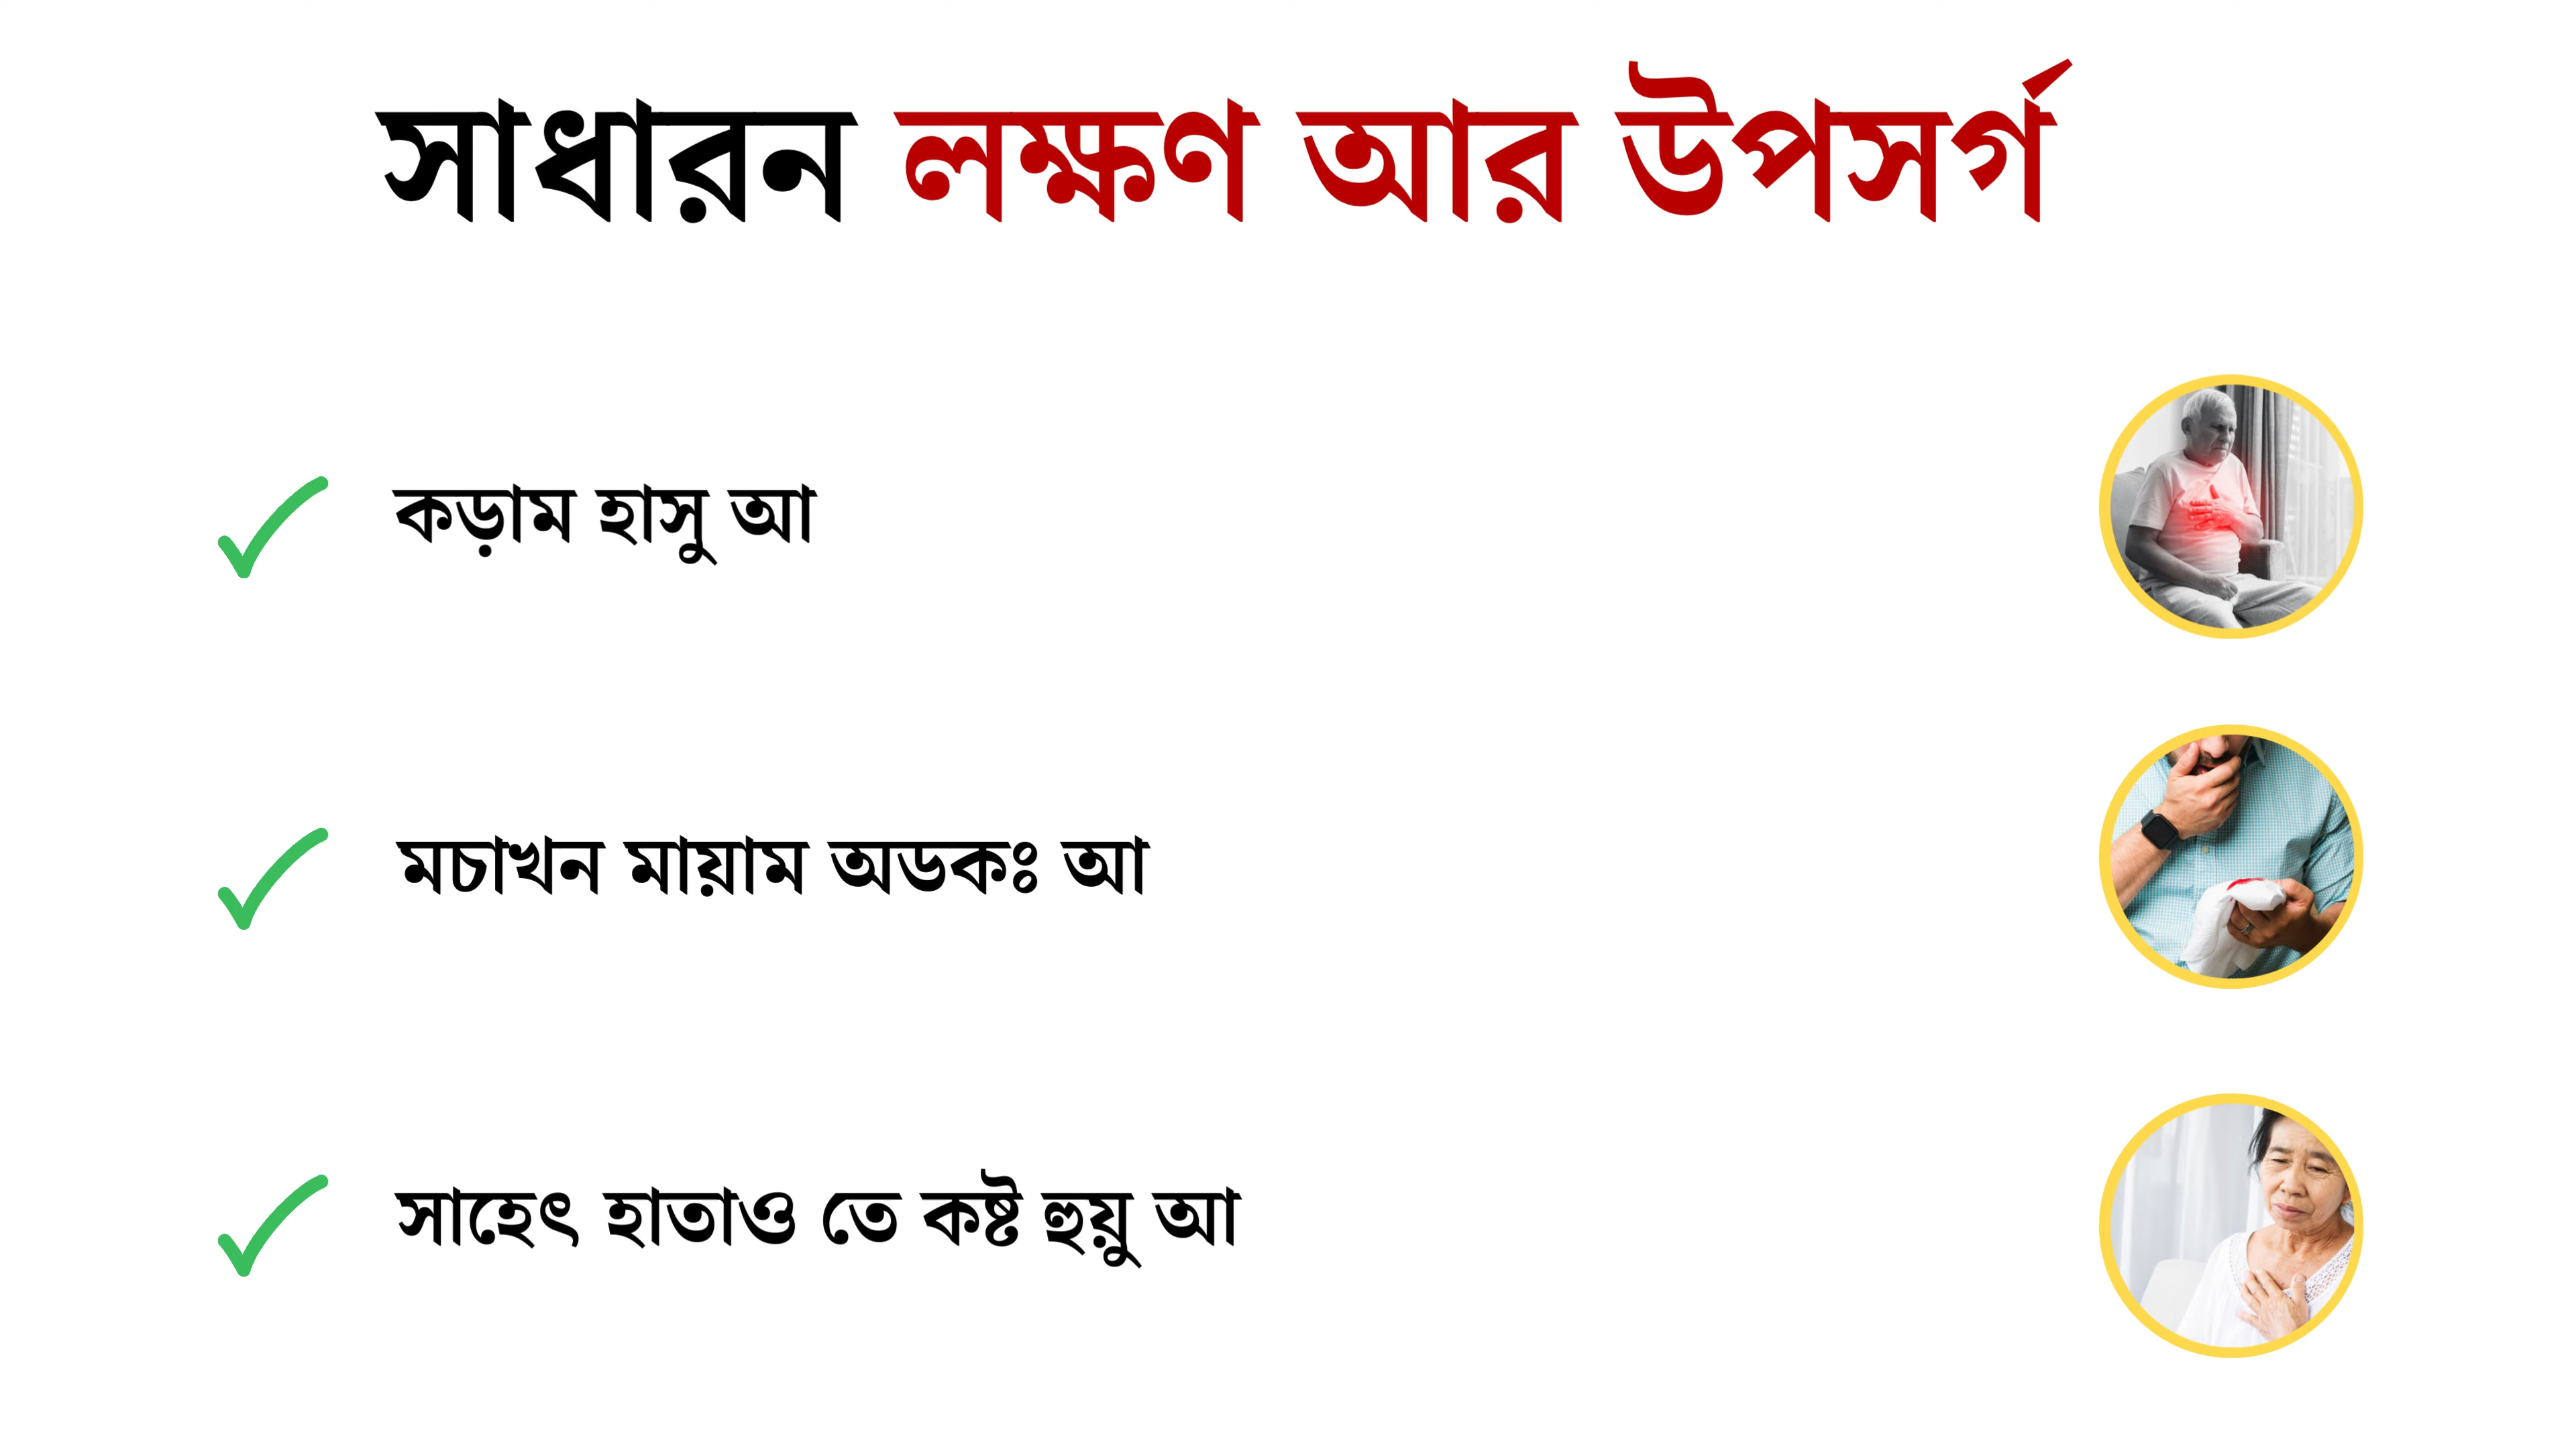 সাধারন লক্ষণ আর উপসর্গ
কড়াম হাসু আ
মচাখন মায়াম অডকঃ আ
সাহেৎ হাতাও তে কষ্ট হুয়ু আ